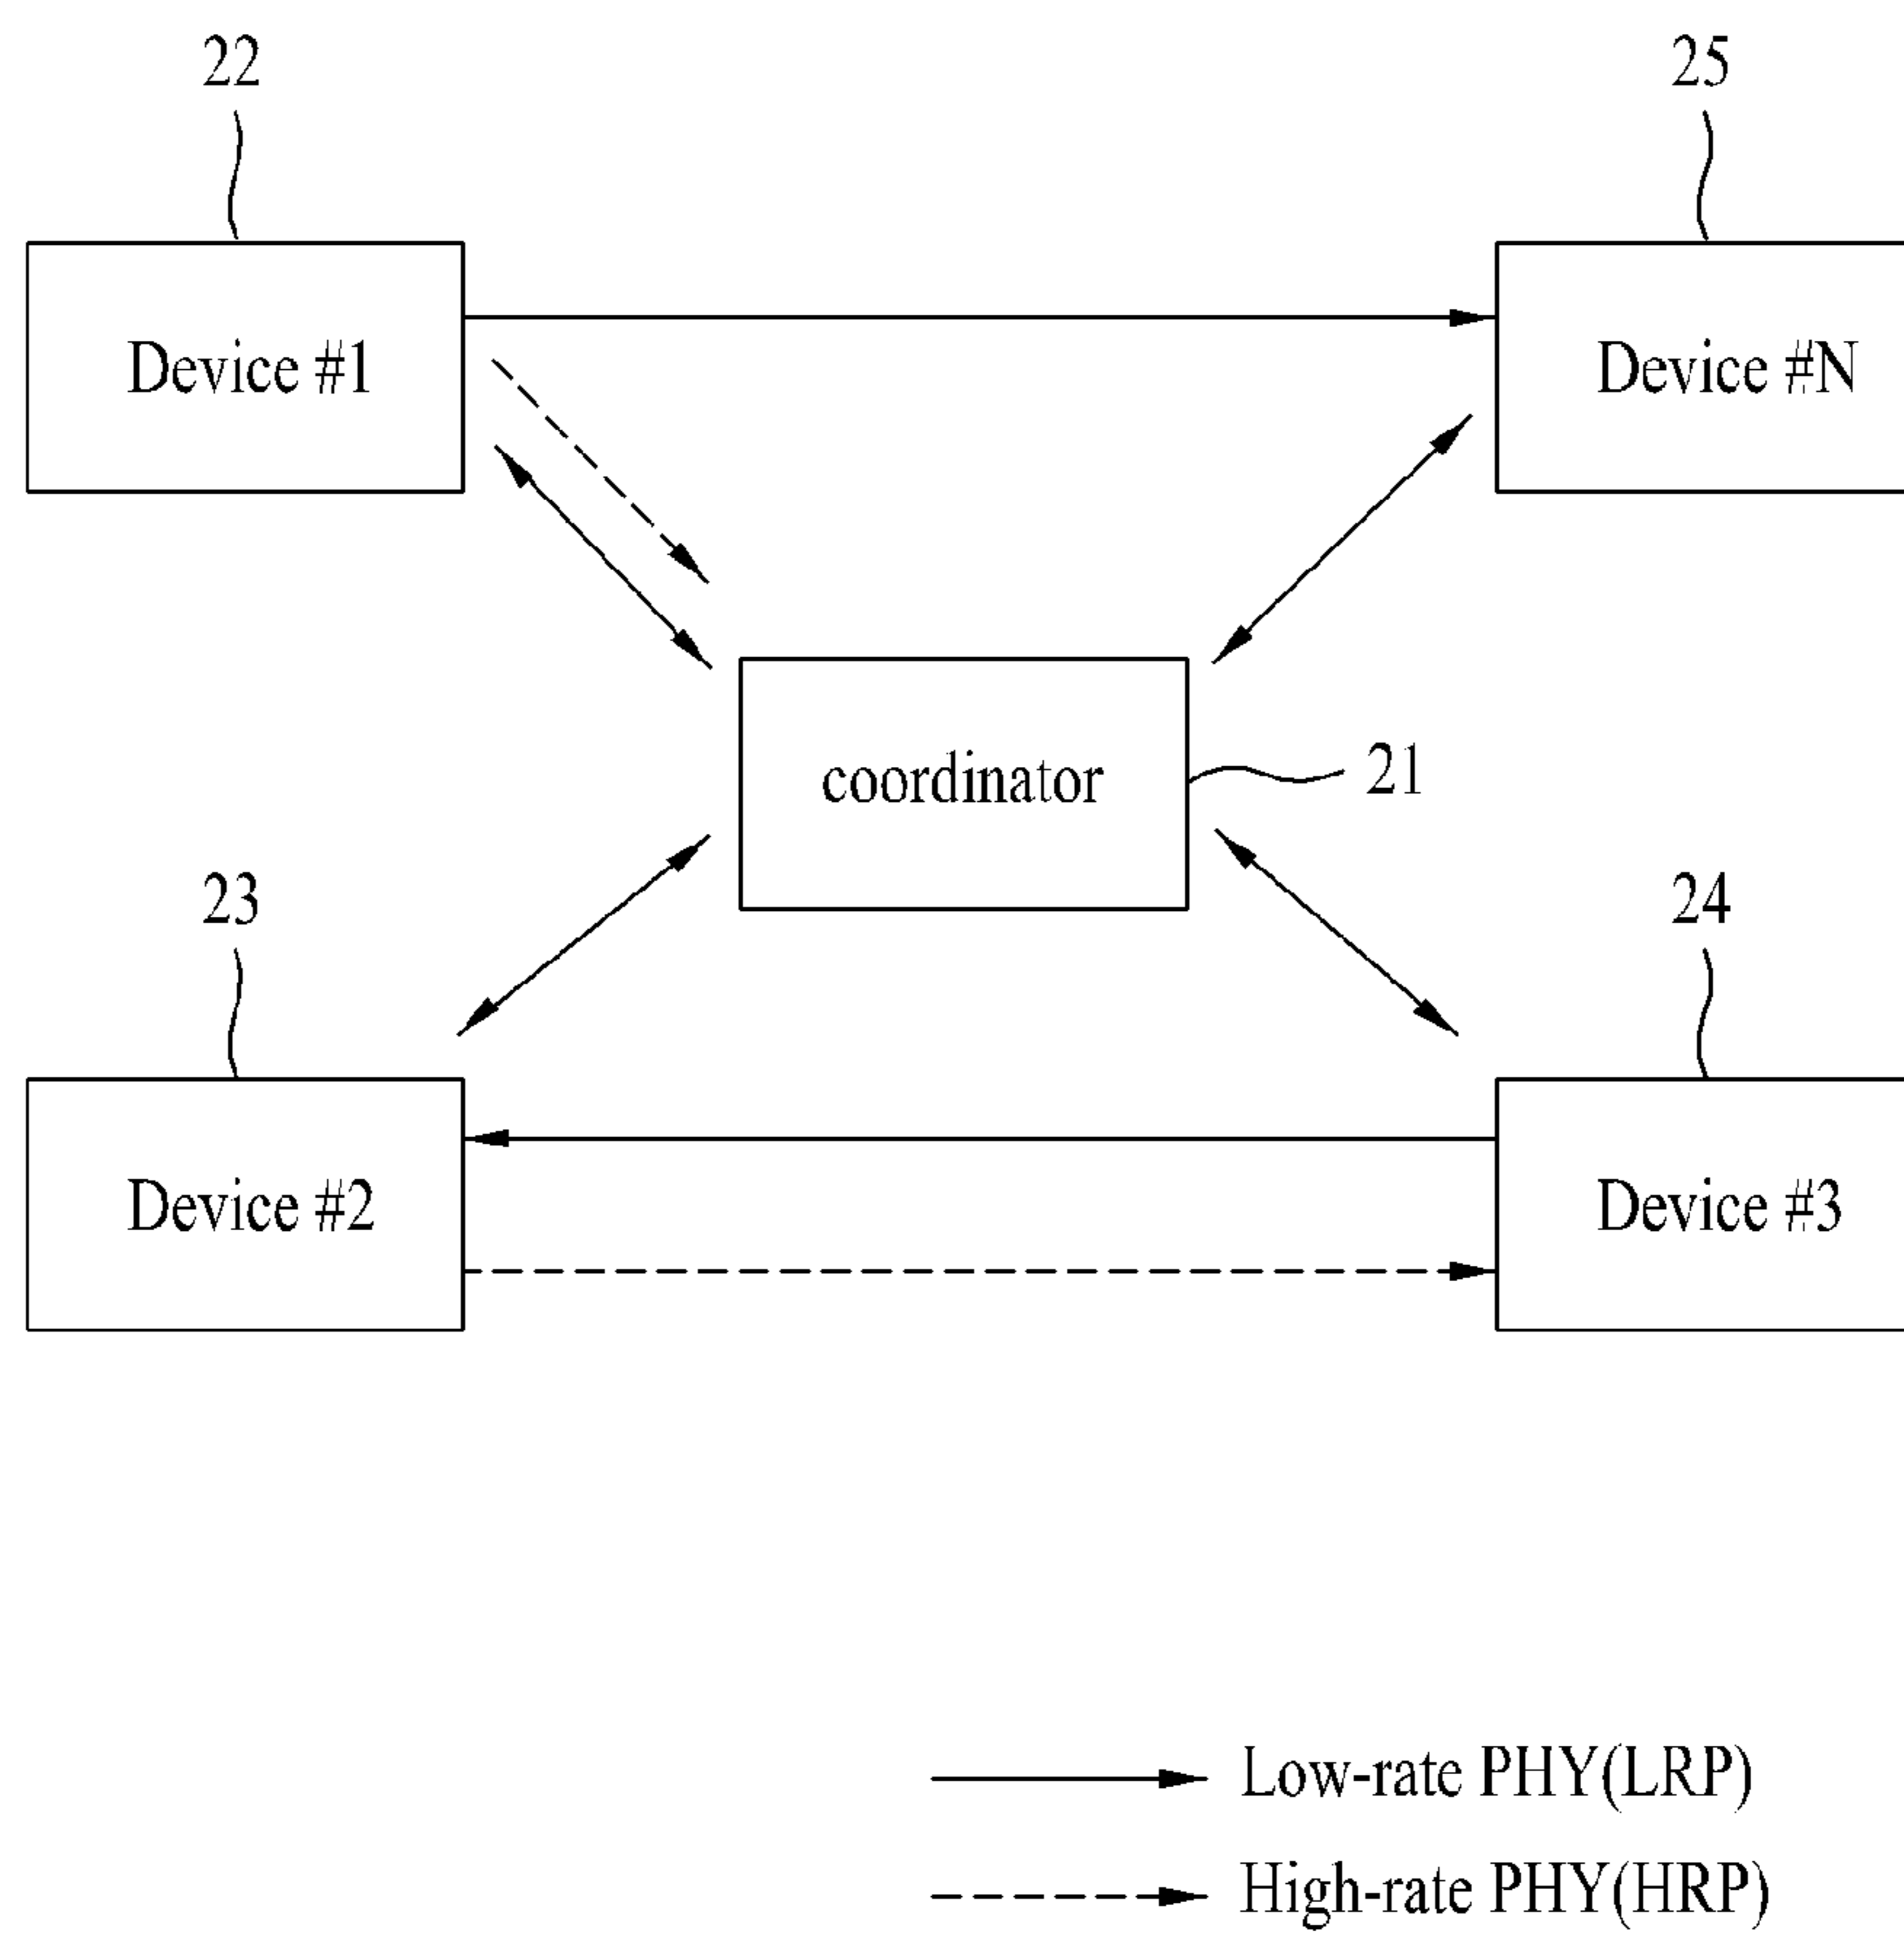 22
25
Device #1
Device #N
coordinator
21
23
24
Device #2
Device #3
Low-rate PHY(LRP)
High-rate PHY(HRP)